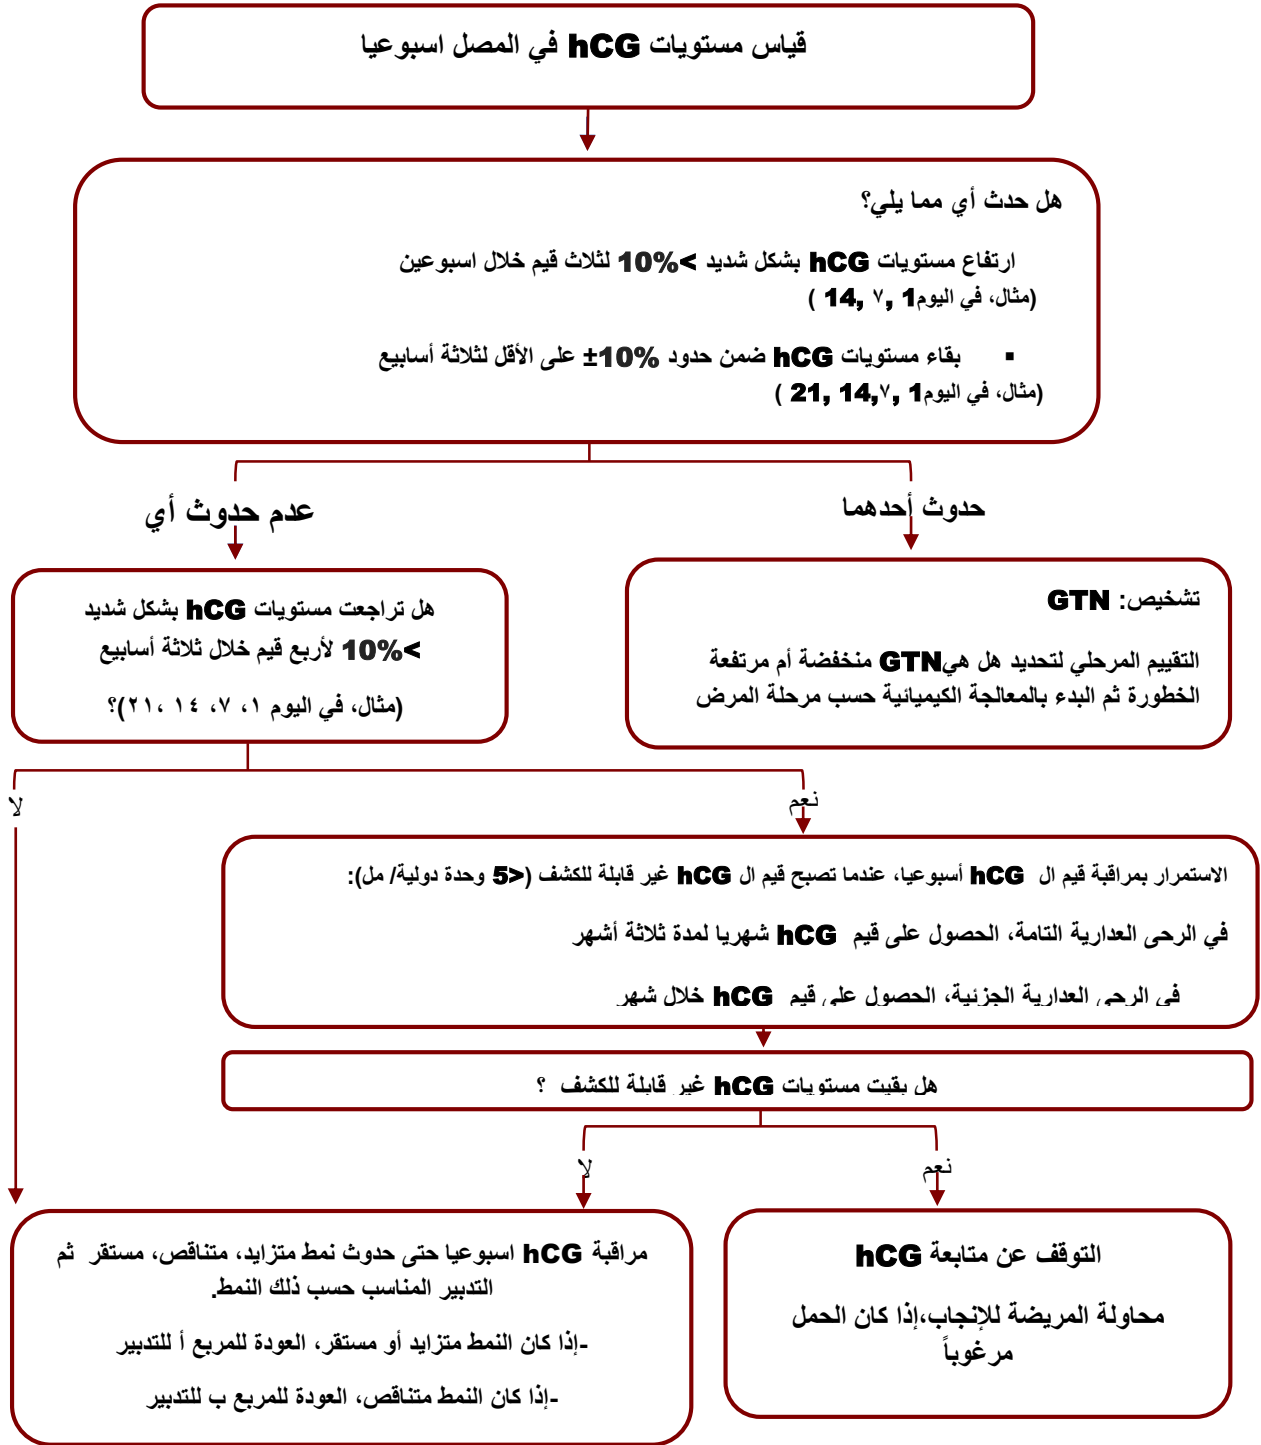 قياس مستويات hCG في المصل اسبوعيا
هل حدث أي مما يلي؟
ارتفاع مستويات hCG بشكل شديد >10% لثلاث قيم خلال اسبوعين
(مثال، في اليوم1 ,٧ ,14 )
▪ بقاء مستويات hCG ضمن حدود ±10% على الأقل لثلاثة أسابيع
(مثال، في اليوم1 ,٧,14 ,21 )
حدوث أحدهما
عدم حدوث أي
تشخيص: GTN
التقييم المرحلي لتحديد هل هيGTN منخفضة أم مرتفعة
الخطورة ثم البدء بالمعالجة الكيميائية حسب مرحلة المرض
هل تراجعت مستويات hCG بشكل شديد
>10% لأربع قيم خلال ثلاثة أسابيع
(مثال، في اليوم ١، ٧، ١٤ ،٢١)؟
نعم
لا
الاستمرار بمراقبة قيم ال hCG أسبوعيا، عندما تصبح قيم ال hCG غير قابلة للكشف (<5 وحدة دولية/ مل):
في الرحى العدارية التامة، الحصول على قيم hCG شهريا لمدة ثلاثة أشهر
في الرحى العدارية الجزئية، الحصول على قيم hCG خلال شهر
هل بقيت مستويات hCG غير قابلة للكشف ؟
نعم
لا
التوقف عن متابعة hCG
محاولة المريضة للإنجاب،إذا كان الحمل
مرغوباً
مراقبة hCG اسبوعيا حتى حدوث نمط متزايد، متناقص، مستقر ثم
التدبير المناسب حسب ذلك النمط.
-إذا كان النمط متزايد أو مستقر، العودة للمربع أ للتدبير
-إذا كان النمط متناقص، العودة للمربع ب للتدبير